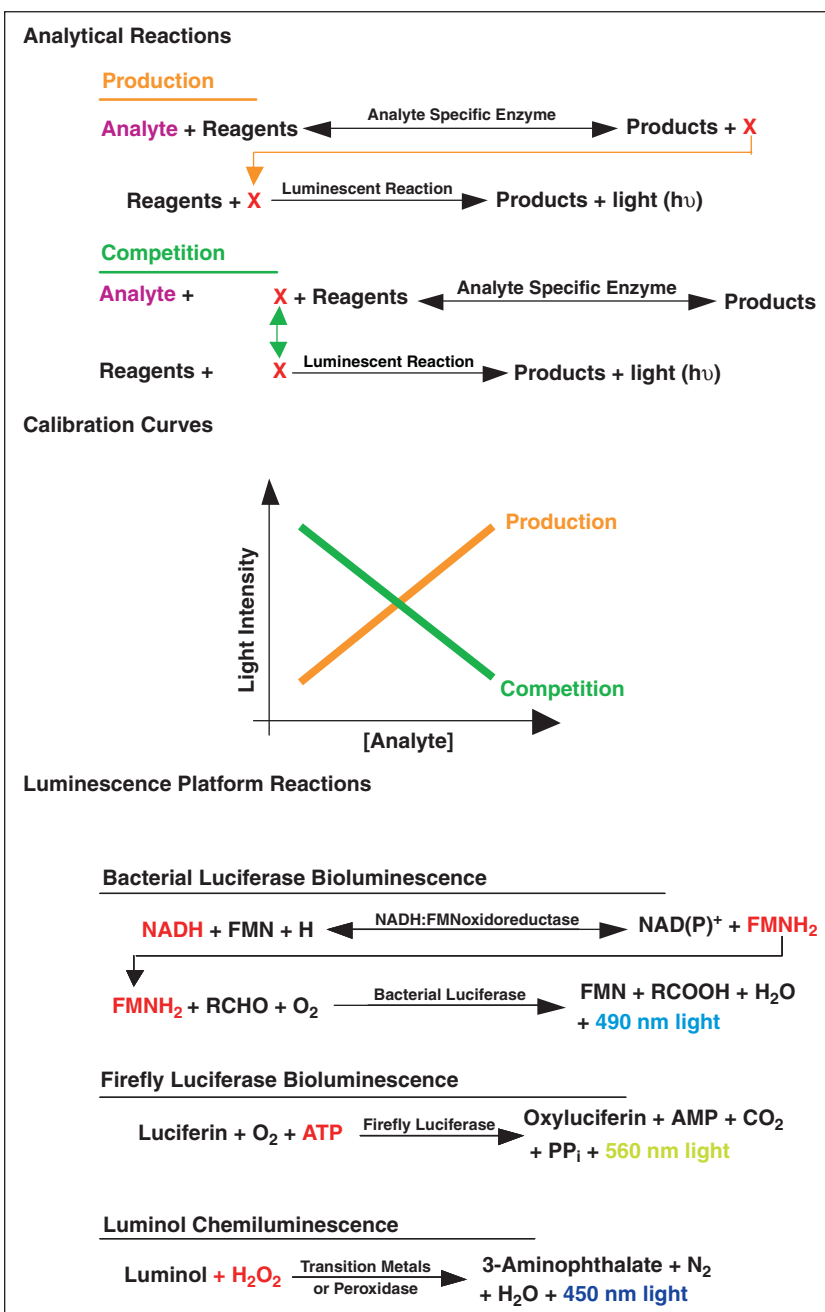 Analytical Reactions
Production
Analyte + Reagents Analyte Specific Enzyme Products + X
Reagents + X Luminescent Reaction Products + light (hυ)
Competition
Analyte + X + Reagents Analyte Specific Enzyme Products
Reagents + X Luminescent Reaction Products + light (hυ)
Calibration Curves
Light Intensity
Production
Competition
[Analyte]
Luminescence Platform Reactions
Bacterial Luciferase Bioluminescence
NADH + FMN + H NADH:FMNoxidoreductase NAD(P)⁺ + FMNH₂
FMNH₂ + RCHO + O₂ Bacterial Luciferase FMN + RCOOH + H₂O
+ 490 nm light
Firefly Luciferase Bioluminescence
Luciferin + O₂ + ATP Firefly Luciferase Oxyluciferin + AMP + CO₂
+ PPᵢ + 560 nm light
Luminol Chemiluminescence
Luminol + H₂O₂ Transition Metals or Peroxidase 3-Aminophthalate + N₂
+ H₂O + 450 nm light